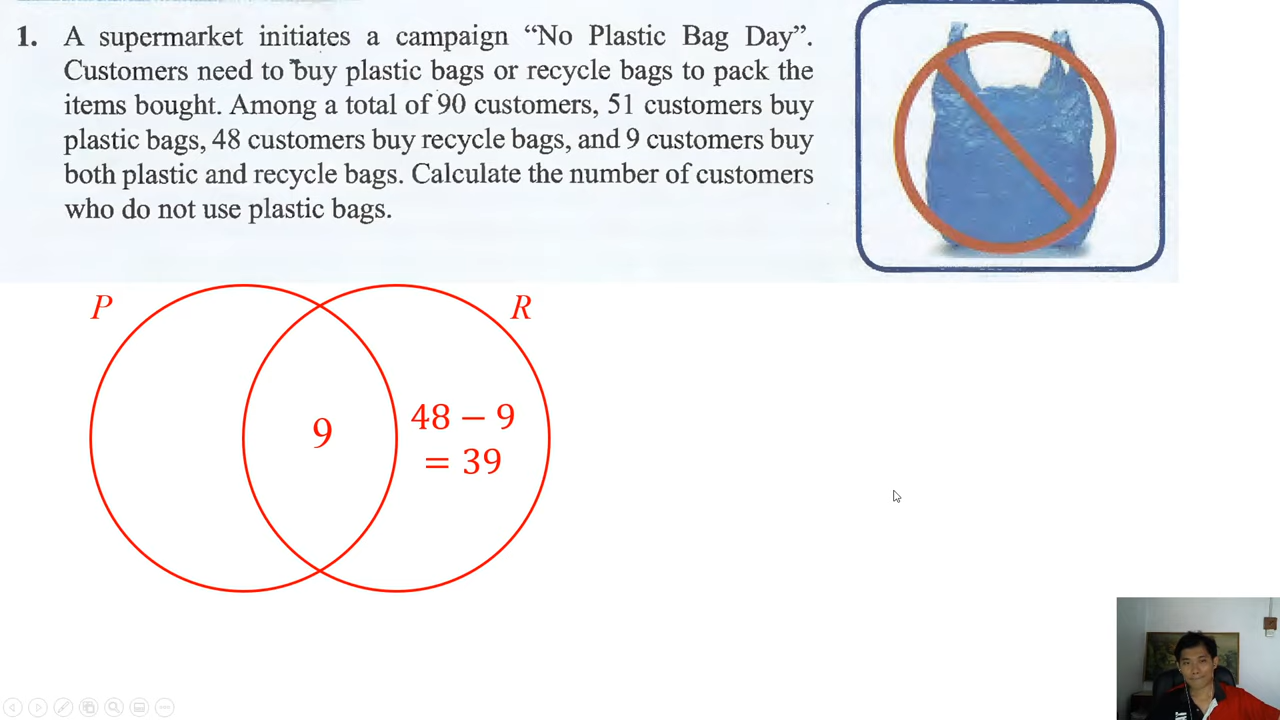 1. A supermarket initiates a campaign “No Plastic Bag Day”.
Customers need to buy plastic bags or recycle bags to pack the
items bought. Among a total of 90 customers, 51 customers buy
plastic bags, 48 customers buy recycle bags, and 9 customers buy
both plastic and recycle bags. Calculate the number of customers
who do not use plastic bags.
P
R
9
48 − 9
= 39